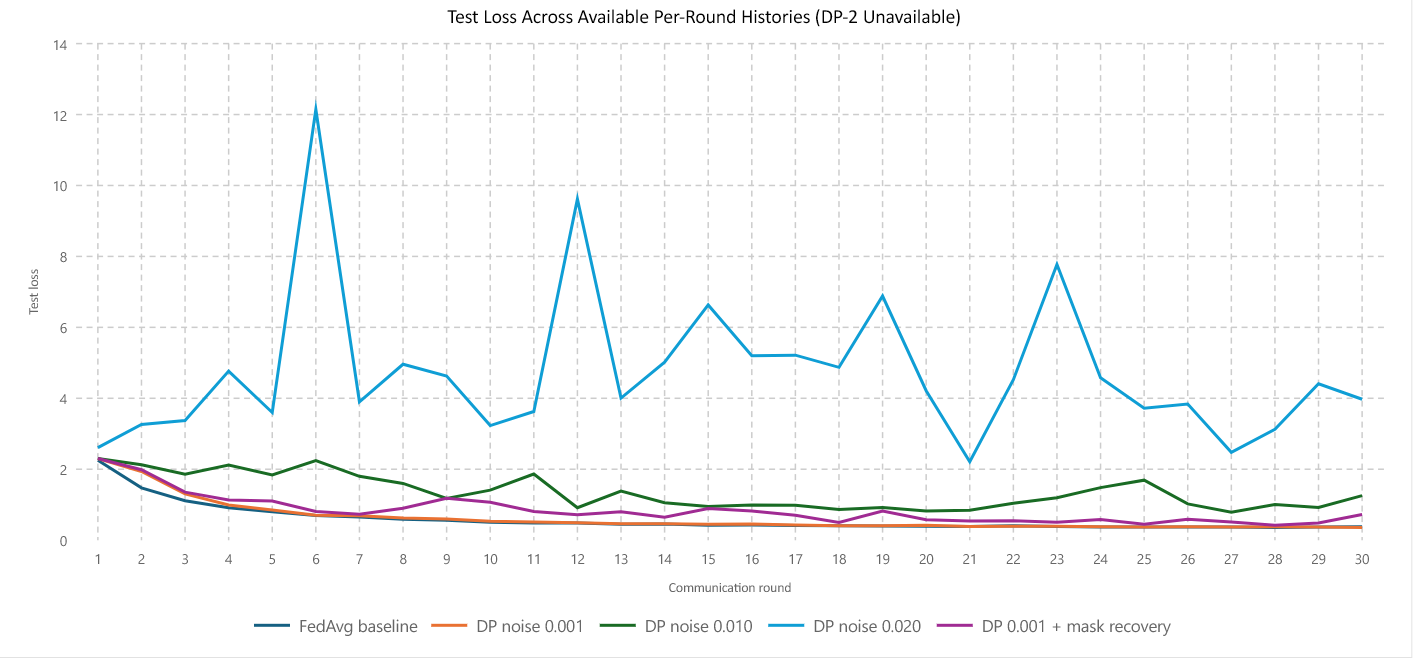 Test Loss Across Available Per-Round Histories (DP-2 Unavailable)
14
12
10
8
6
4
2
0
Test loss
1 2 3 4 5 6 7 8 9 10 11 12 13 14 15 16 17 18 19 20 21 22 23 24 25 26 27 28 29 30
Communication round
FedAvg baseline DP noise 0.001 DP noise 0.010 DP noise 0.020 DP 0.001 + mask recovery